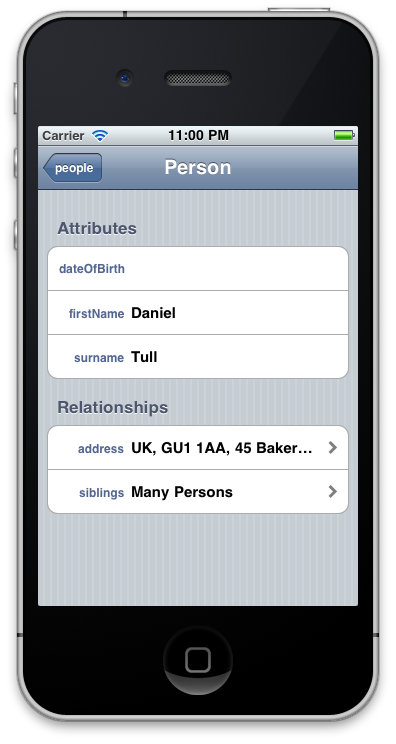 Carrier 11:00 PM
people Person
Attributes
dateOfBirth
firstName Daniel
surname Tull
Relationships
address UK, GU1 1AA, 45 Baker...
siblings Many Persons